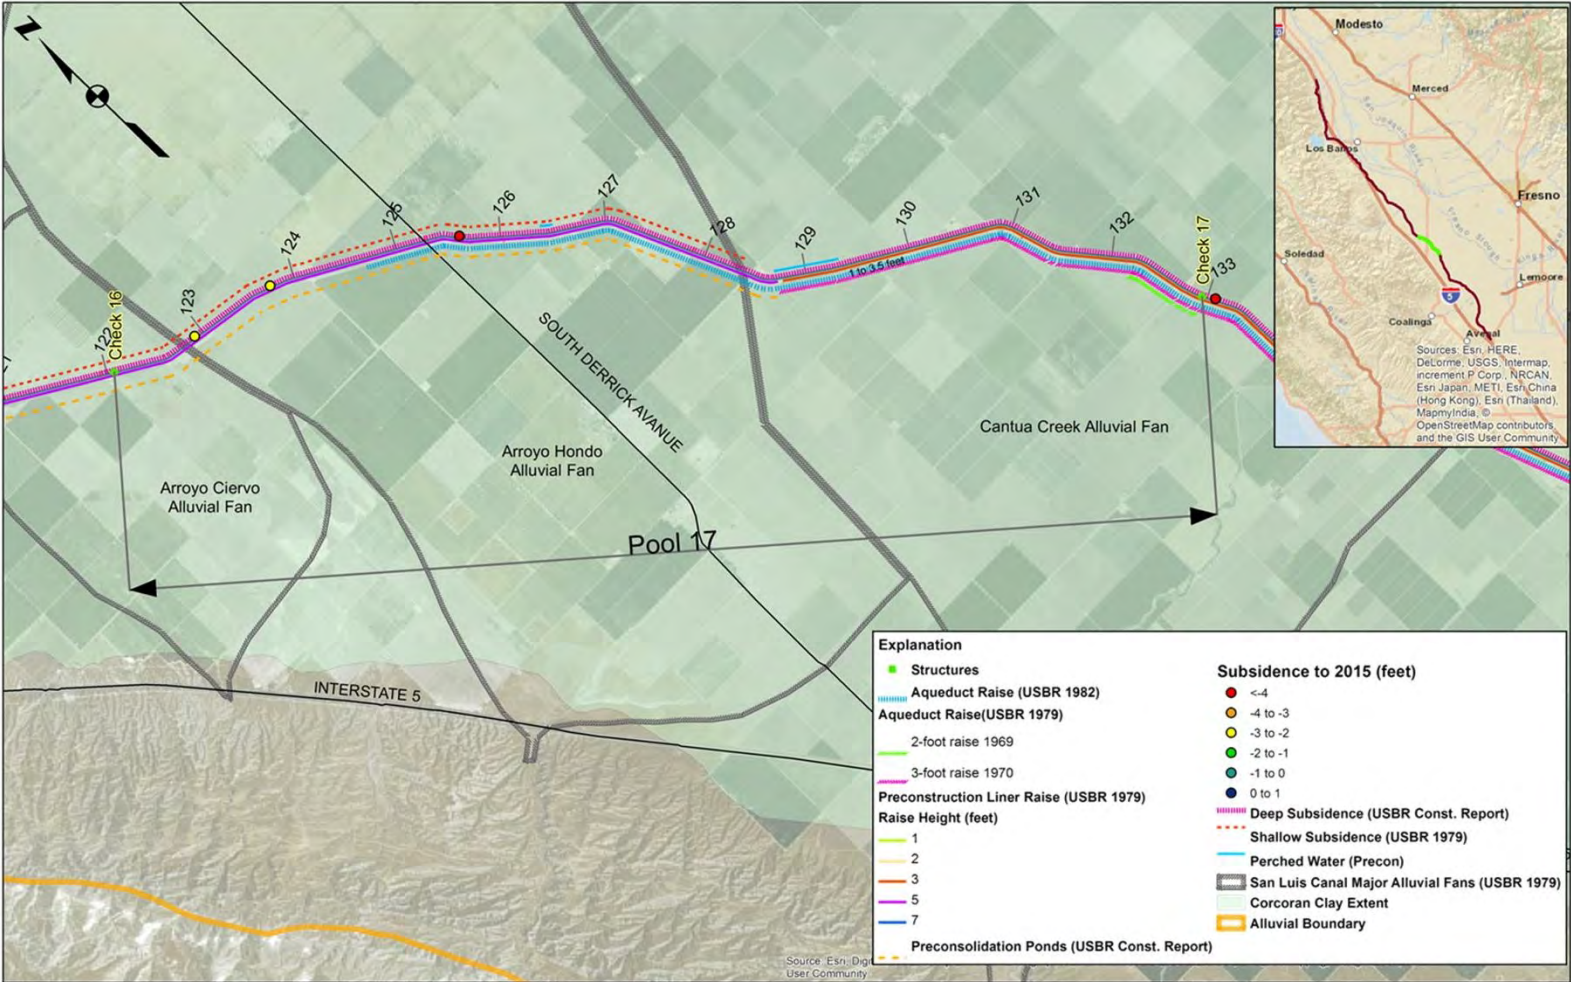 N
122
Check 16
123
124
125
126
127
128
129
130
131
132
Check 17
133
1 to 3.5 feet
SOUTH DERRICK AVANUE
Arroyo Ciervo
Alluvial Fan
Arroyo Hondo
Alluvial Fan
Cantua Creek Alluvial Fan
Pool 17
INTERSTATE 5
Modesto
Merced
Los Baños
Fresno
Soledad
Lemoore
5
Coalinga
Avenal
Sources: Esri, HERE,
DeLorme, USGS, Intermap,
increment P Corp., NRCAN,
Esri Japan, METI, Esri China
(Hong Kong), Esri (Thailand),
MapmyIndia, ©
OpenStreetMap contributors,
and the GIS User Community
Explanation
Structures
Aqueduct Raise (USBR 1982)
Aqueduct Raise(USBR 1979)
2-foot raise 1969
3-foot raise 1970
Preconstruction Liner Raise (USBR 1979)
Raise Height (feet)
1
2
3
5
7
Preconsolidation Ponds (USBR Const. Report)
Subsidence to 2015 (feet)
<-4
-4 to -3
-3 to -2
-2 to -1
-1 to 0
0 to 1
Deep Subsidence (USBR Const. Report)
Shallow Subsidence (USBR 1979)
Perched Water (Precon)
San Luis Canal Major Alluvial Fans (USBR 1979)
Corcoran Clay Extent
Alluvial Boundary
Source: Esri, Digi
User Community